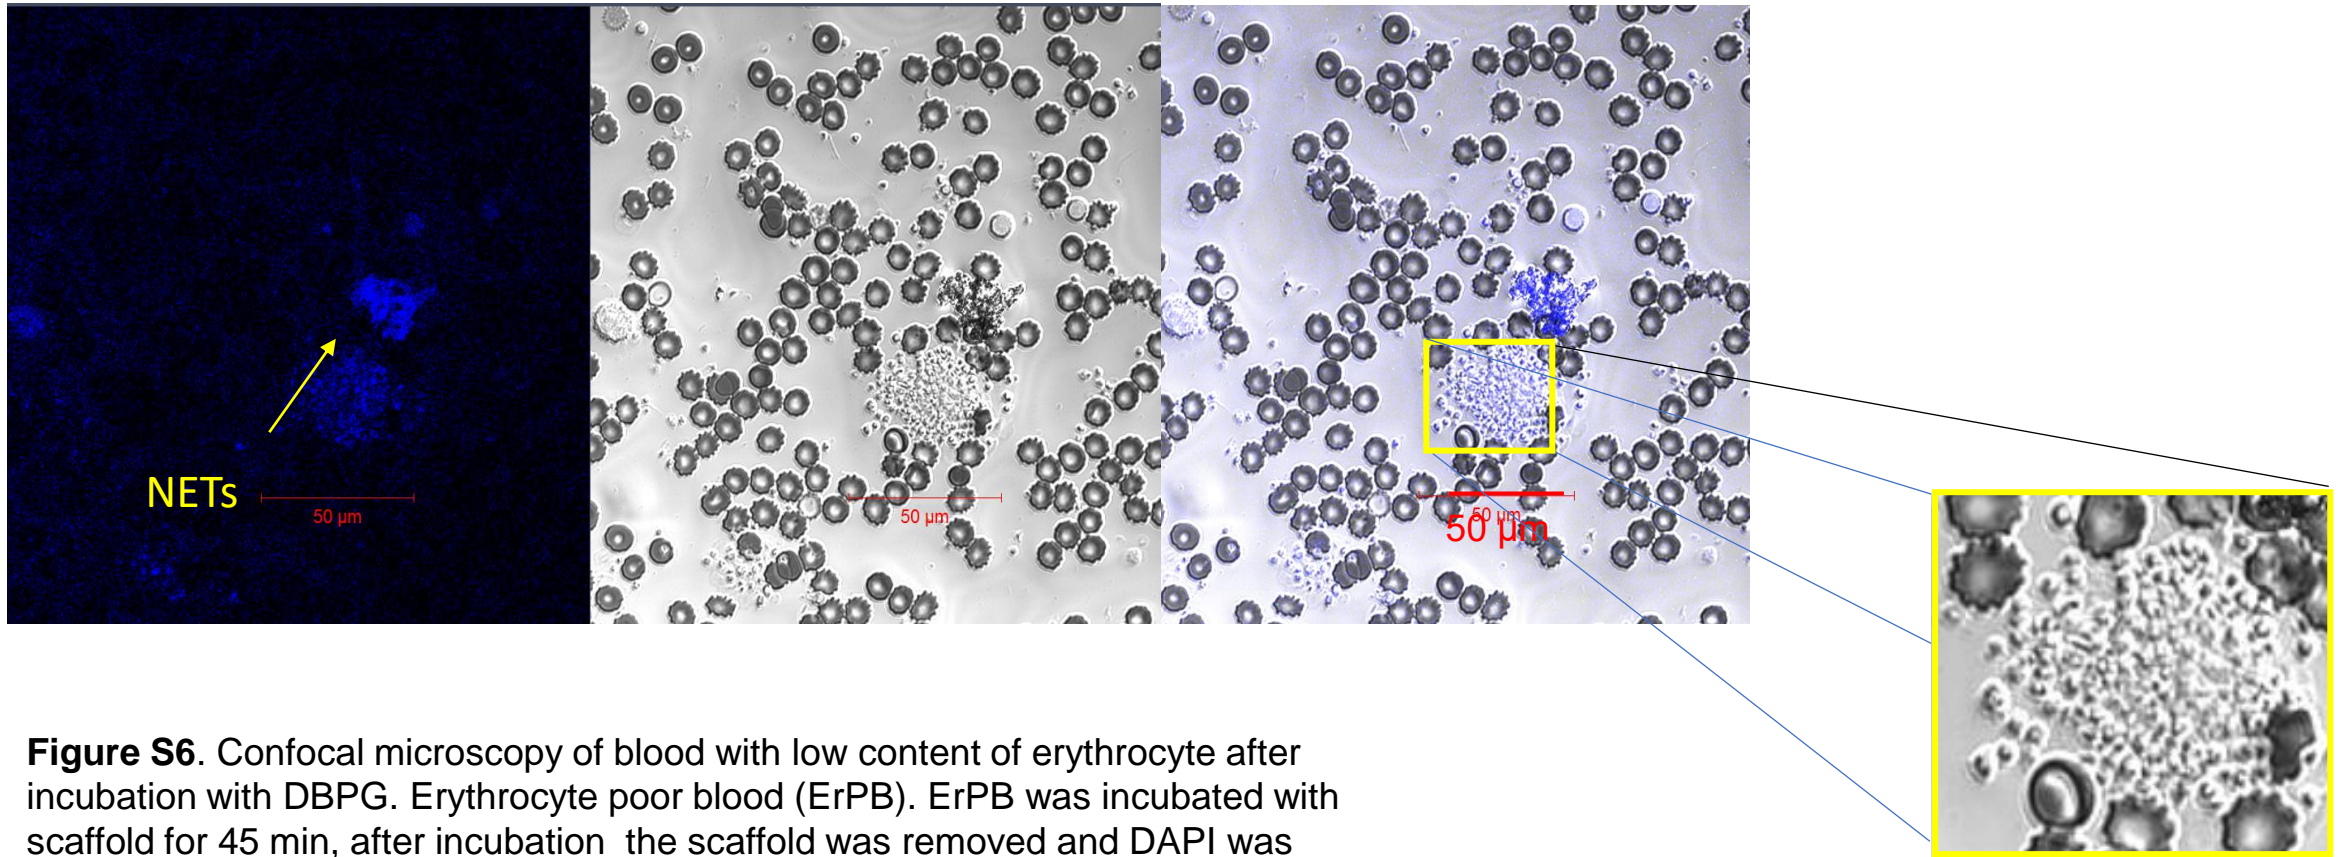 NETs
50 µm
50 µm
50 µm
50 µm
Figure S6. Confocal microscopy of blood with low content of erythrocyte after
incubation with DBPG. Erythrocyte poor blood (ErPB). ErPB was incubated with
scaffold for 45 min, after incubation the scaffold was removed and DAPI was